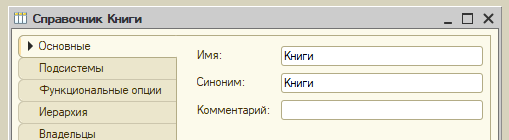 Справочник Книги
Основные
Подсистемы
Функциональные опции
Иерархия
Владельцы
Имя: Книги
Синоним: Книги
Комментарий: